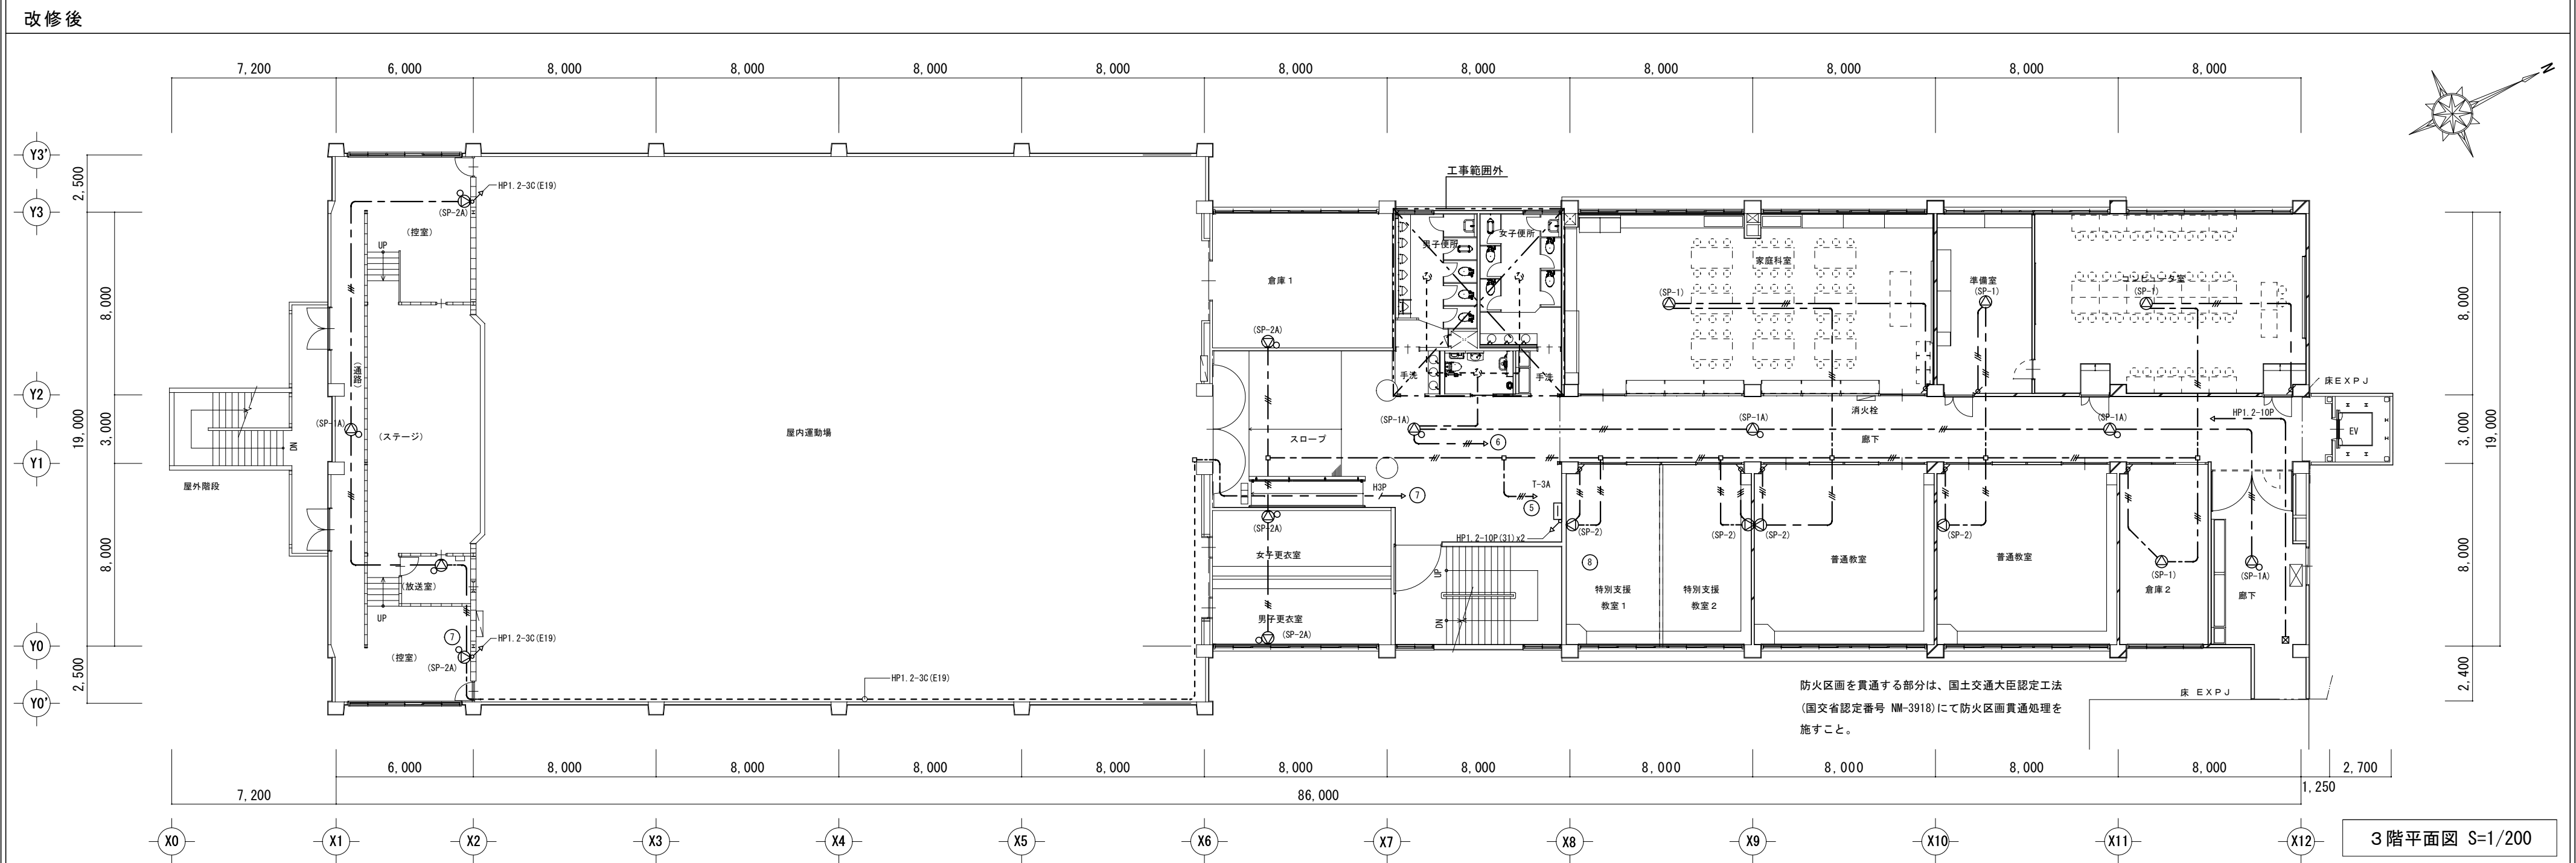 改修後
7,200
6,000
8,000
8,000
8,000
8,000
8,000
8,000
8,000
8,000
8,000
8,000
N
Y3'
2,500
Y3
8,000
Y2
19,000
3,000
Y1
8,000
Y0
2,500
Y0'
HP1.2-3C(E19)
(SP-2A)
(控室)
UP
(通路)
(SP-1A)
(ステージ)
DN
屋外階段
(放送室)
UP
⑦
HP1.2-3C(E19)
(控室)
(SP-2A)
屋内運動場
HP1.2-3C(E19)
工事範囲外
倉庫1
(SP-2A)
男子便所
女子便所
手洗
手洗
スロープ
(SP-1A)
⑥
H3P
⑦
T-3A
⑤
HP1.2-10P(31)x2
(SP-2A)
女子更衣室
男子更衣室
(SP-2A)
UP
DN
家庭科室
(SP-1)
準備室
(SP-1)
コンピュータ室
(SP-1)
消火栓
(SP-1A)
廊下
(SP-1A)
HP1.2-10P
床EXPJ
EV
(SP-2)
(SP-2)
(SP-2)
(SP-2)
⑧
特別支援
教室1
特別支援
教室2
普通教室
普通教室
(SP-1)
倉庫2
(SP-1A)
廊下
8,000
3,000
19,000
8,000
2,400
防火区画を貫通する部分は、国土交通大臣認定工法
(国交省認定番号 NM-3918)にて防火区画貫通処理を
施すこと。
床 EXPJ
6,000
8,000
8,000
8,000
8,000
8,000
8,000
8,000
8,000
8,000
8,000
2,700
7,200
86,000
1,250
X0
X1
X2
X3
X4
X5
X6
X7
X8
X9
X10
X11
X12
3階平面図 S=1/200